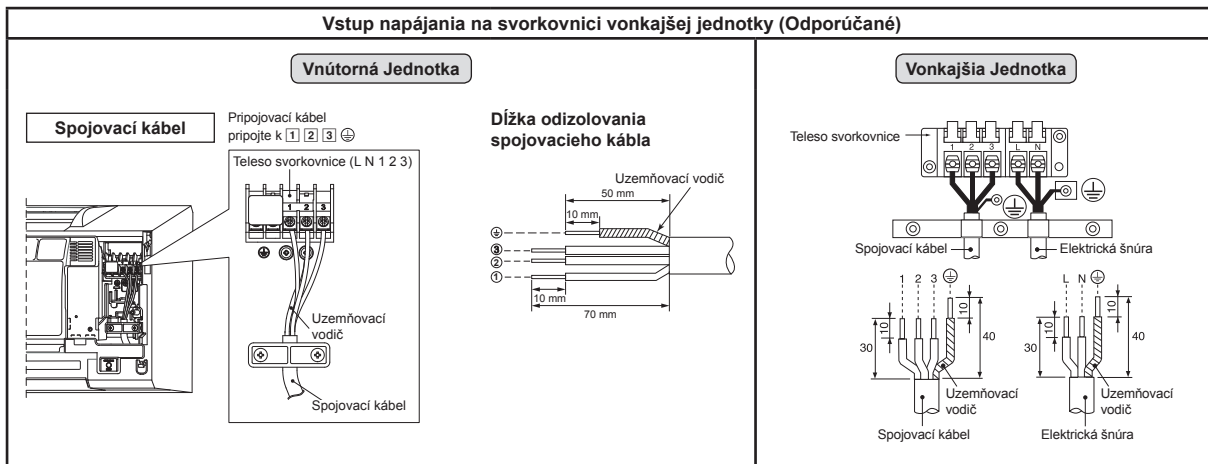 Vstup napájania na svorkovnici vonkajšej jednotky (Odporúčané)
Vnútorná Jednotka
Spojovací kábel
Pripojovací kábel
pripojte k 1 2 3
Teleso svorkovnice (L N 1 2 3)
1 2 3
Uzemňovací
vodič
Spojovací kábel
Dĺžka odizolovania
spojovacieho kábla
Uzemňovací vodič
50 mm
10 mm
3
2
1
10 mm
70 mm
Vonkajšia Jednotka
Teleso svorkovnice
1 2 3 L N
Spojovací kábel
Elektrická šnúra
1 2 3
10
10
30
40
Uzemňovací
vodič
Spojovací kábel
L N
10
10
30
40
Uzemňovací
vodič
Elektrická šnúra